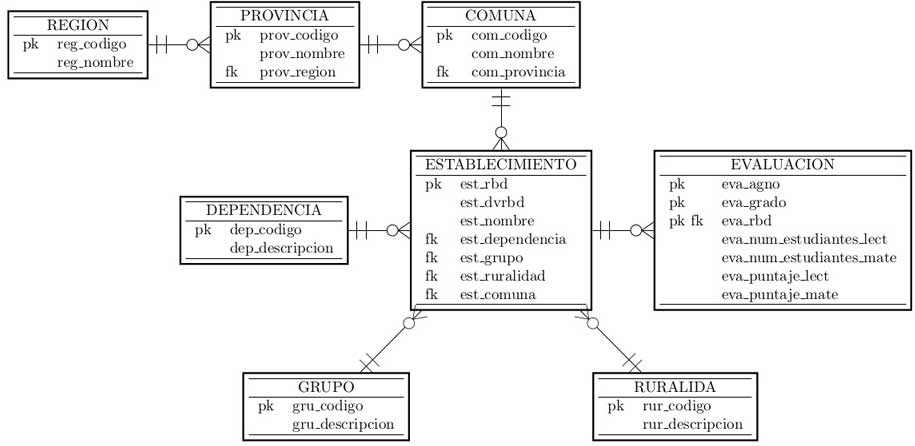 REGION
pk reg_codigo
reg_nombre
PROVINCIA
pk prov_codigo
prov_nombre
fk prov_region
COMUNA
pk com_codigo
com_nombre
fk com_provincia
DEPENDENCIA
pk dep_codigo
dep_descripcion
ESTABLECIMIENTO
pk est_rbd
est_dvrbd
est_nombre
fk est_dependencia
fk est_grupo
fk est_ruralidad
fk est_comuna
EVALUACION
pk eva_agno
pk eva_grado
pk fk eva_rbd
eva_num_estudiantes_lect
eva_num_estudiantes_mate
eva_puntaje_lect
eva_puntaje_mate
GRUPO
pk gru_codigo
gru_descripcion
RURALIDA
pk rur_codigo
rur_descripcion